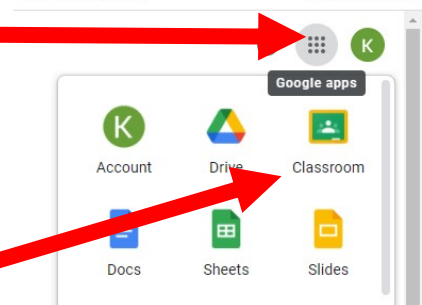 K
Google apps
K
Account Drive Classroom
Docs Sheets Slides